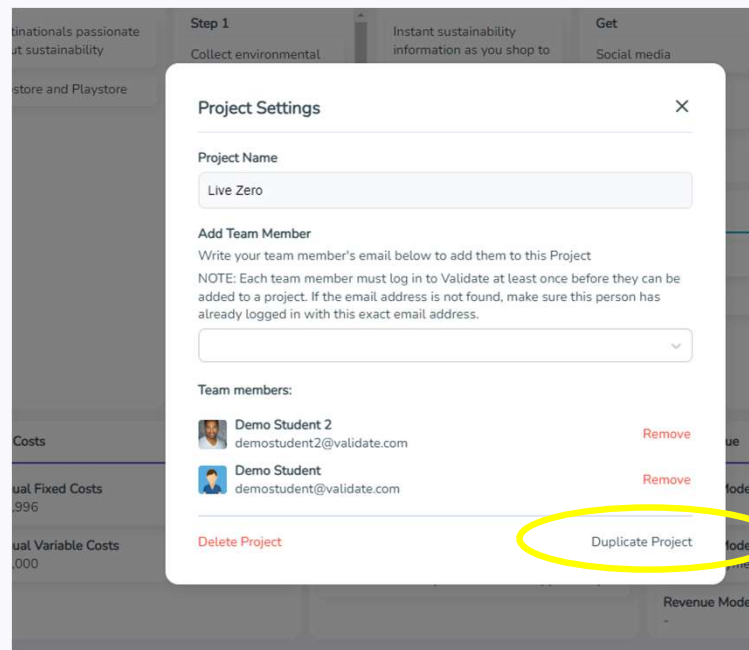 tinationals passionate
ut sustainability
store and Playstore
Step 1
Collect environmental
Instant sustainability
information as you shop to
Get
Social media
Project Settings
Project Name
Live Zero
Add Team Member
Write your team member's email below to add them to this Project
NOTE: Each team member must log in to Validate at least once before they can be
added to a project. If the email address is not found, make sure this person has
already logged in with this exact email address.
Team members:
Demo Student 2
demostudent2@validate.com
Remove
Demo Student
demostudent@validate.com
Remove
Delete Project
Duplicate Project
Costs
ual Fixed Costs
,996
ual Variable Costs
,000
ue
Mode
Mode
Revenue Mode
-